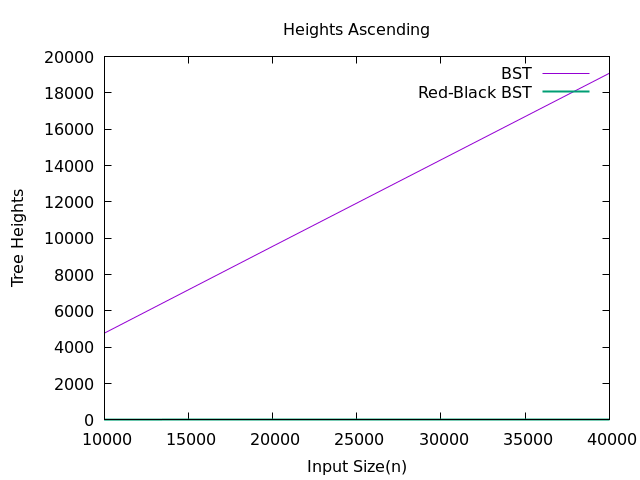 Heights Ascending
BST
Red-Black BST
Tree Heights
20000
18000
16000
14000
12000
10000
8000
6000
4000
2000
0
10000 15000 20000 25000 30000 35000 40000
Input Size(n)